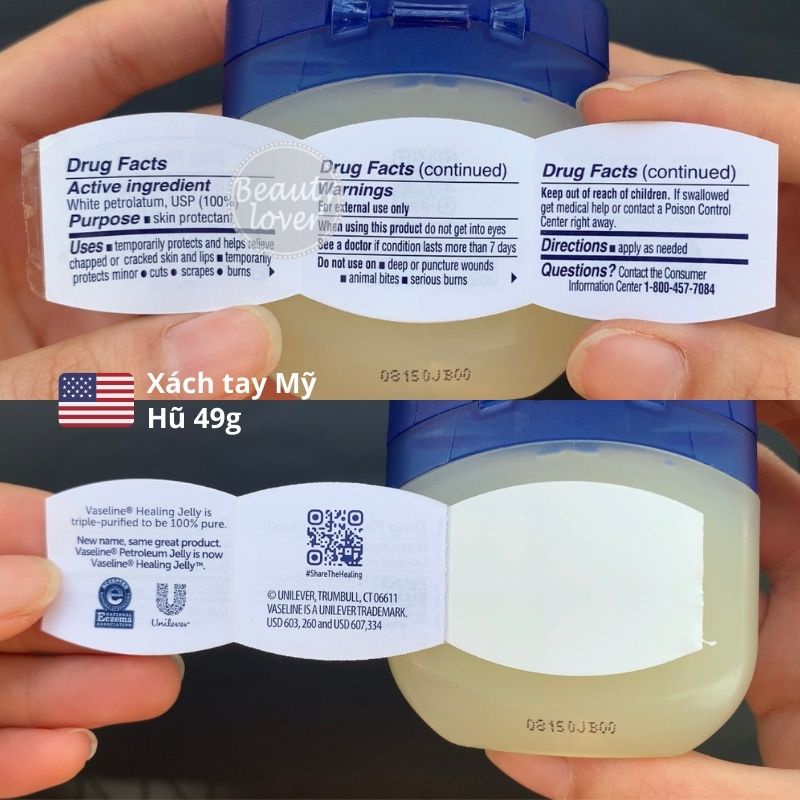 Drug Facts
Active ingredient
White petrolatum, USP (100%)
Purpose ■ skin protectant
Uses ■ temporarily protects and helps relieve
chapped or cracked skin and lips ■ temporarily
protects minor ● cuts ● scrapes ● burns
Beauty
lover
Drug Facts (continued)
Warnings
For external use only
When using this product do not get into eyes
See a doctor if condition lasts more than 7 days
Do not use on ■ deep or puncture wounds
■ animal bites ■ serious burns
Drug Facts (continued)
Keep out of reach of children. If swallowed
get medical help or contact a Poison Control
Center right away.
Directions ■ apply as needed
Questions? Contact the Consumer
Information Center 1-800-457-7084
08150JB00
Xách tay Mỹ
Hũ 49g
Vaseline® Healing Jelly is
triple-purified to be 100% pure.
New name, same great product.
Vaseline® Petroleum Jelly is now
Vaseline® Healing Jelly™.
ACCEPTED
NATIONAL
Eczema
ASSOCIATION
Unilever
#ShareTheHealing
© UNILEVER, TRUMBULL, CT 06611
VASELINE IS A UNILEVER TRADEMARK.
USD 603, 260 and USD 607,334
08150JB00